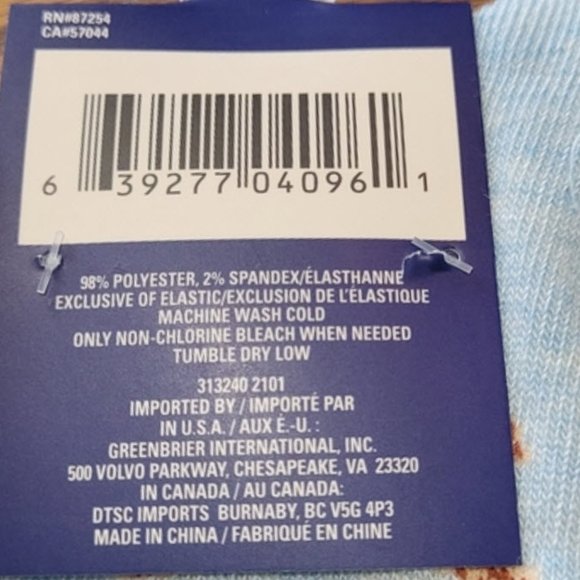 RN#87254
CA#57044
6 39277 04096 1
98% POLYESTER, 2% SPANDEX/ÉLASTHANNE
EXCLUSIVE OF ELASTIC/EXCLUSION DE L'ÉLASTIQUE
MACHINE WASH COLD
ONLY NON-CHLORINE BLEACH WHEN NEEDED
TUMBLE DRY LOW
313240 2101
IMPORTED BY / IMPORTÉ PAR
IN U.S.A. / AUX É.-U. :
GREENBRIER INTERNATIONAL, INC.
500 VOLVO PARKWAY, CHESAPEAKE, VA 23320
IN CANADA / AU CANADA:
DTSC IMPORTS BURNABY, BC V5G 4P3
MADE IN CHINA / FABRIQUÉ EN CHINE